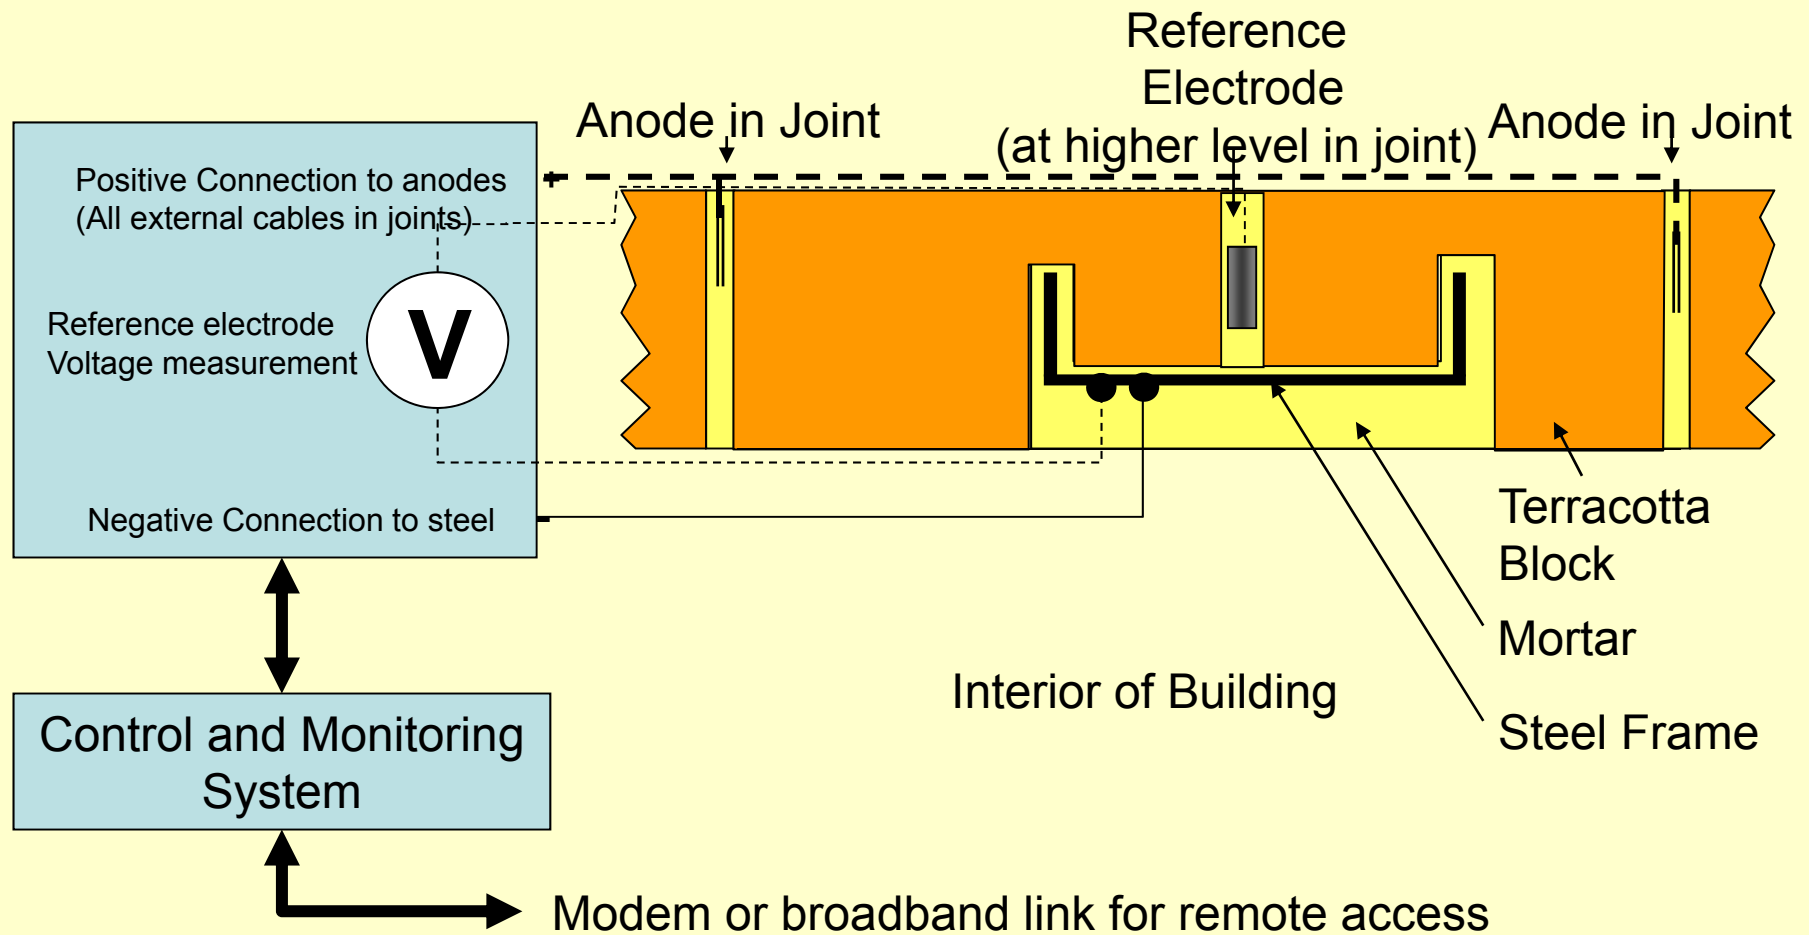 Reference
Electrode
(at higher level in joint)
Anode in Joint
Anode in Joint
Positive Connection to anodes
(All external cables in joints)
+
Reference electrode
Voltage measurement
V
Negative Connection to steel
-
Terracotta
Block
Mortar
Steel Frame
Interior of Building
Control and Monitoring
System
Modem or broadband link for remote access